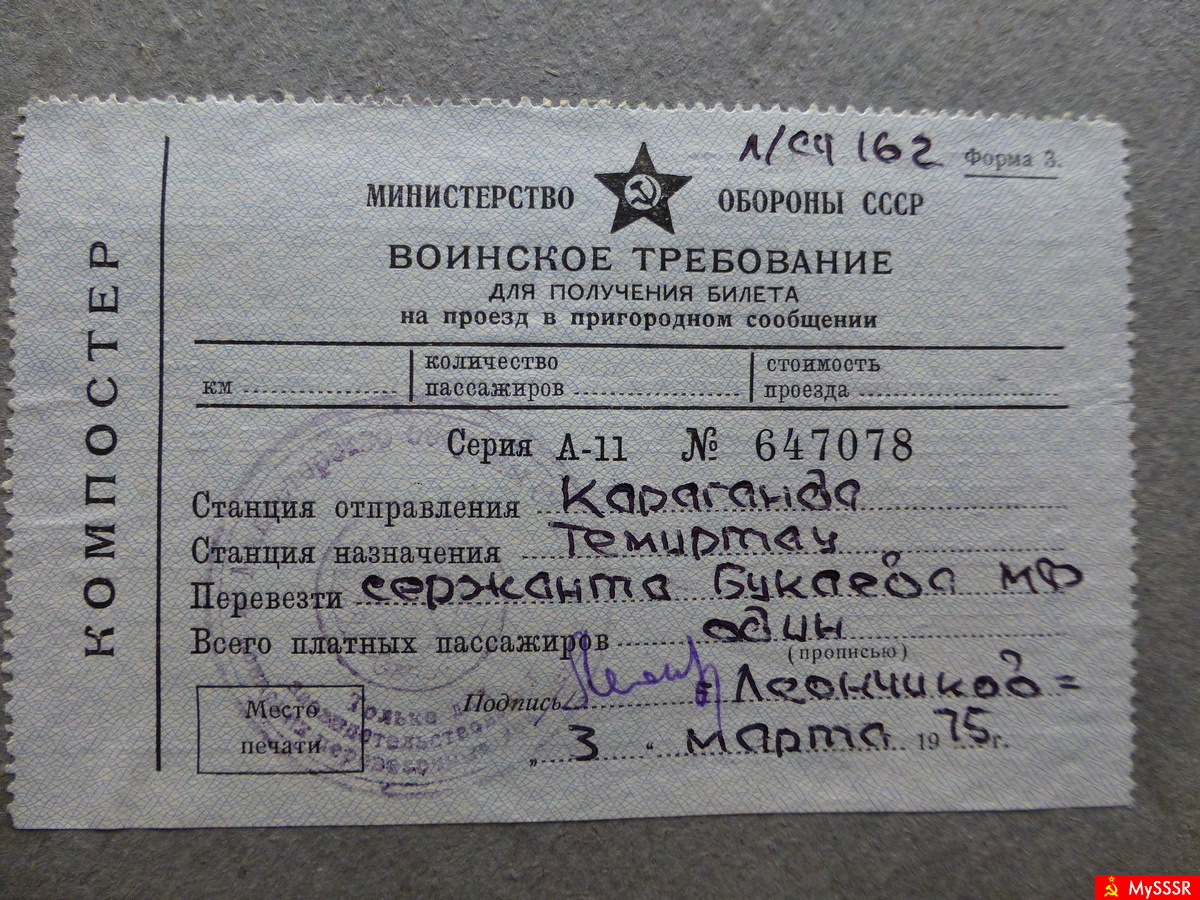 КОМПОСТЕР
л/сч 162 Форма 3.
МИНИСТЕРСТВО ОБОРОНЫ СССР
ВОИНСКОЕ ТРЕБОВАНИЕ
ДЛЯ ПОЛУЧЕНИЯ БИЛЕТА
на проезд в пригородном сообщении
км количество пассажиров стоимость проезда
Серия А-11 № 647078
Станция отправления Караганда
Станция назначения Темиртау
Перевезти сержанта Букаева МФ
Всего платных пассажиров один
(прописью)
Подпись =Леончиков=
„ 3 “ марта 1975 г.
Место
печати
Только для
MySSSR